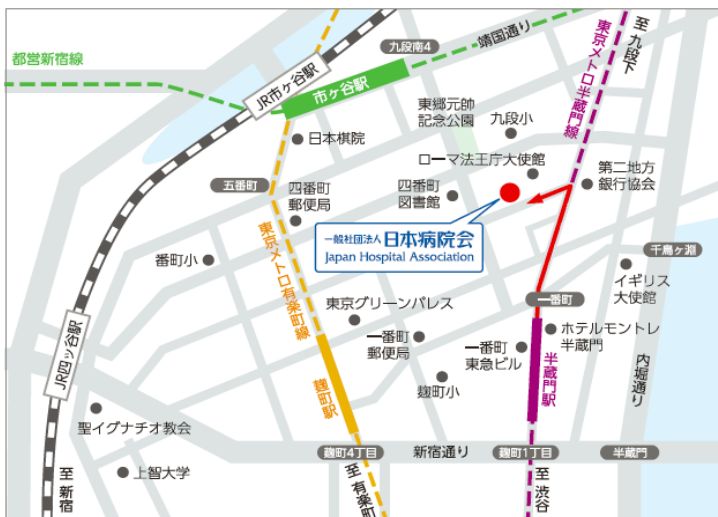 至 九段下
靖国通り
九段南4
都営新宿線
JR市ヶ谷駅
市ヶ谷駅
東京メトロ半蔵門線
東郷元帥
記念公園
九段小
日本棋院
ローマ法王庁大使館
第二地方
銀行協会
五番町
四番町
郵便局
四番町
図書館
一般社団法人 日本病院会
Japan Hospital Association
番町小
東京メトロ有楽町線
千鳥ヶ淵
イギリス
大使館
一番町
東京グリーンパレス
ホテルモントレ
半蔵門
一番町
郵便局
一番町
東急ビル
半蔵門駅
内堀通り
JR四ッ谷駅
麹町駅
麹町小
聖イグナチオ教会
麹町4丁目
新宿通り
麹町1丁目
半蔵門
上智大学
至 新宿
至 有楽町
至 渋谷